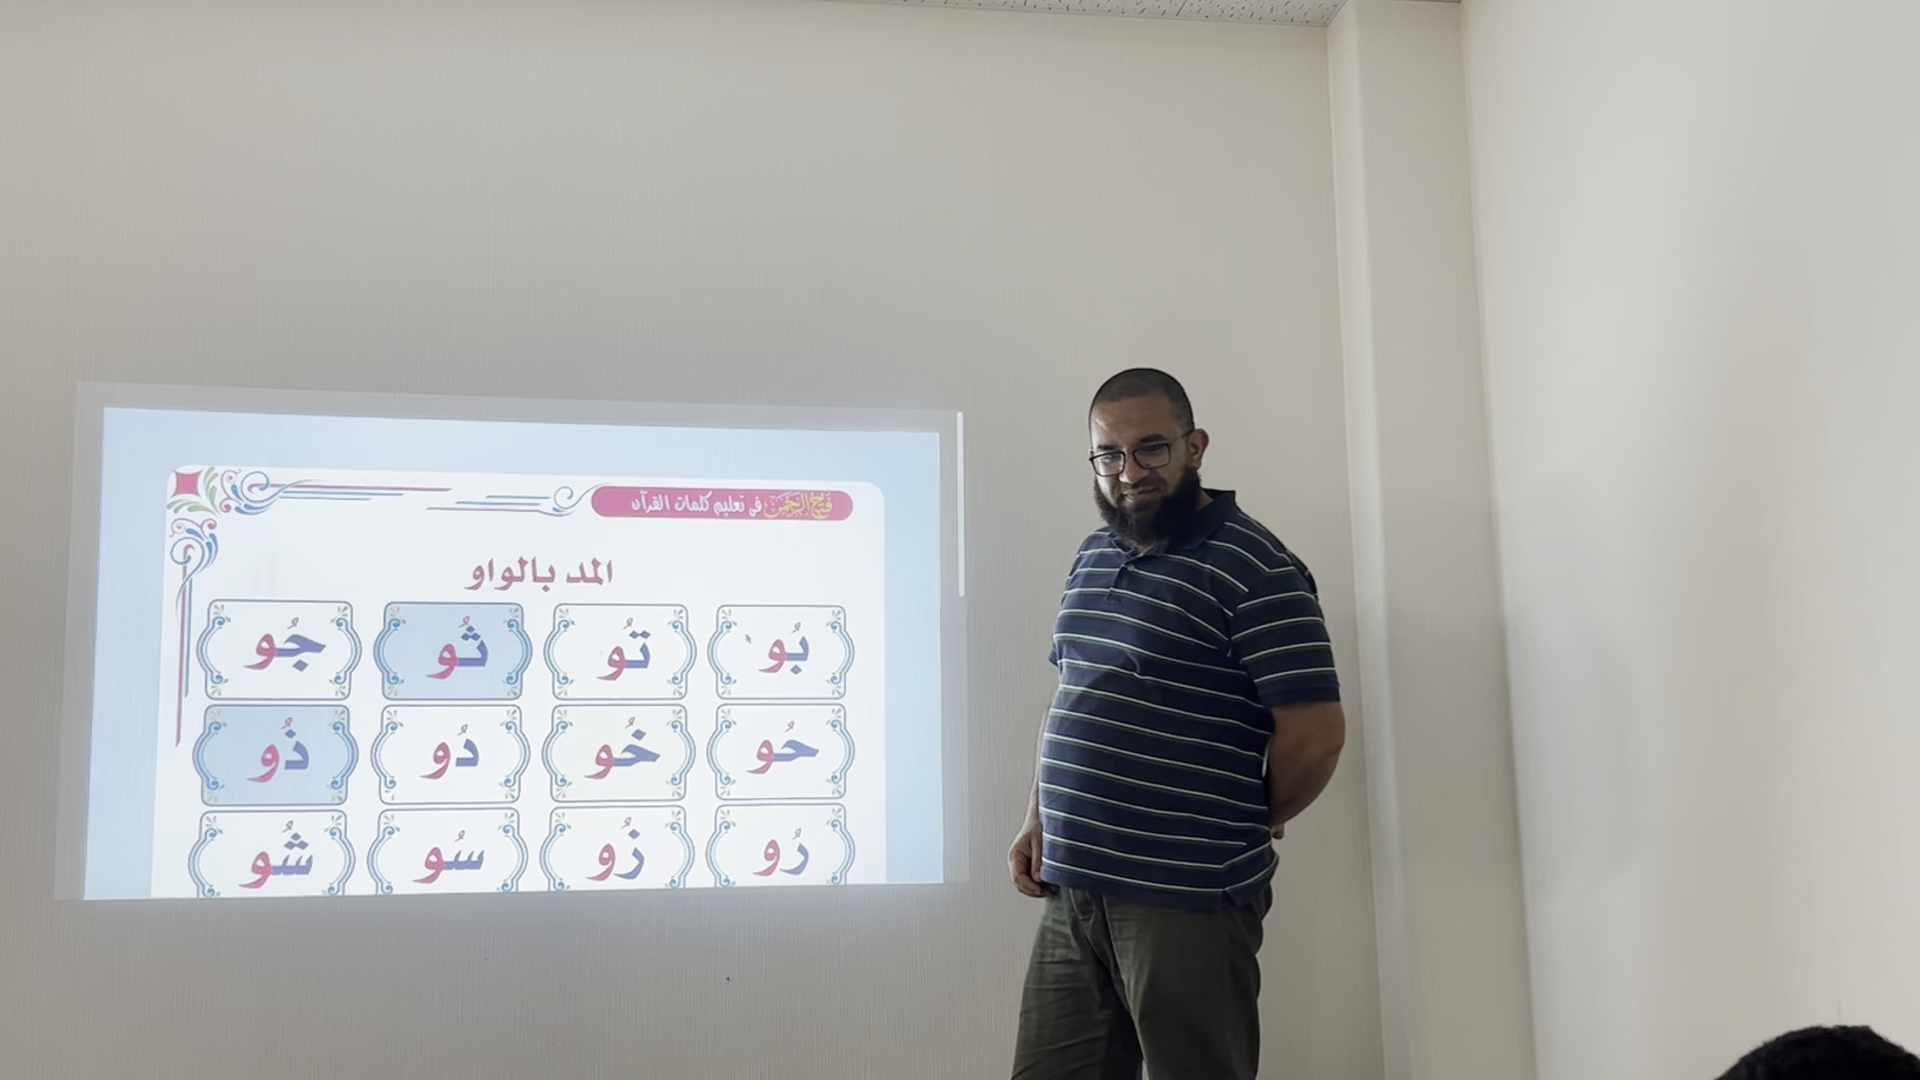 فتح الرحمن في تعليم كلمات القرآن
المد بالواو
بُو تُو ثُو جُو
حُو خُو دُو ذُو
رُو زُو سُو شُو